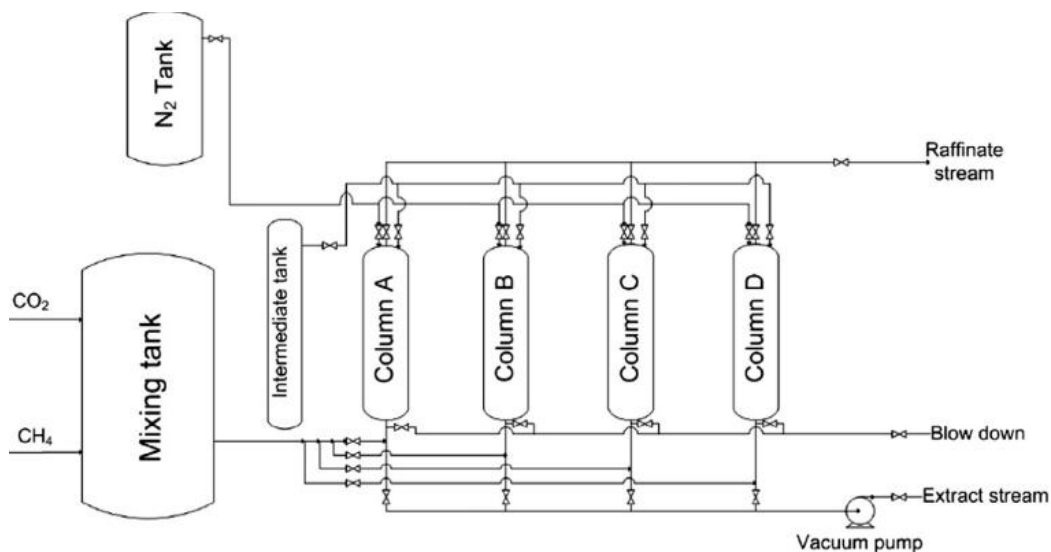 N₂ Tank
Raffinate
stream
Intermediate tank
Column A
Column B
Column C
Column D
CO₂
Mixing tank
CH₄
Blow down
Extract stream
Vacuum pump